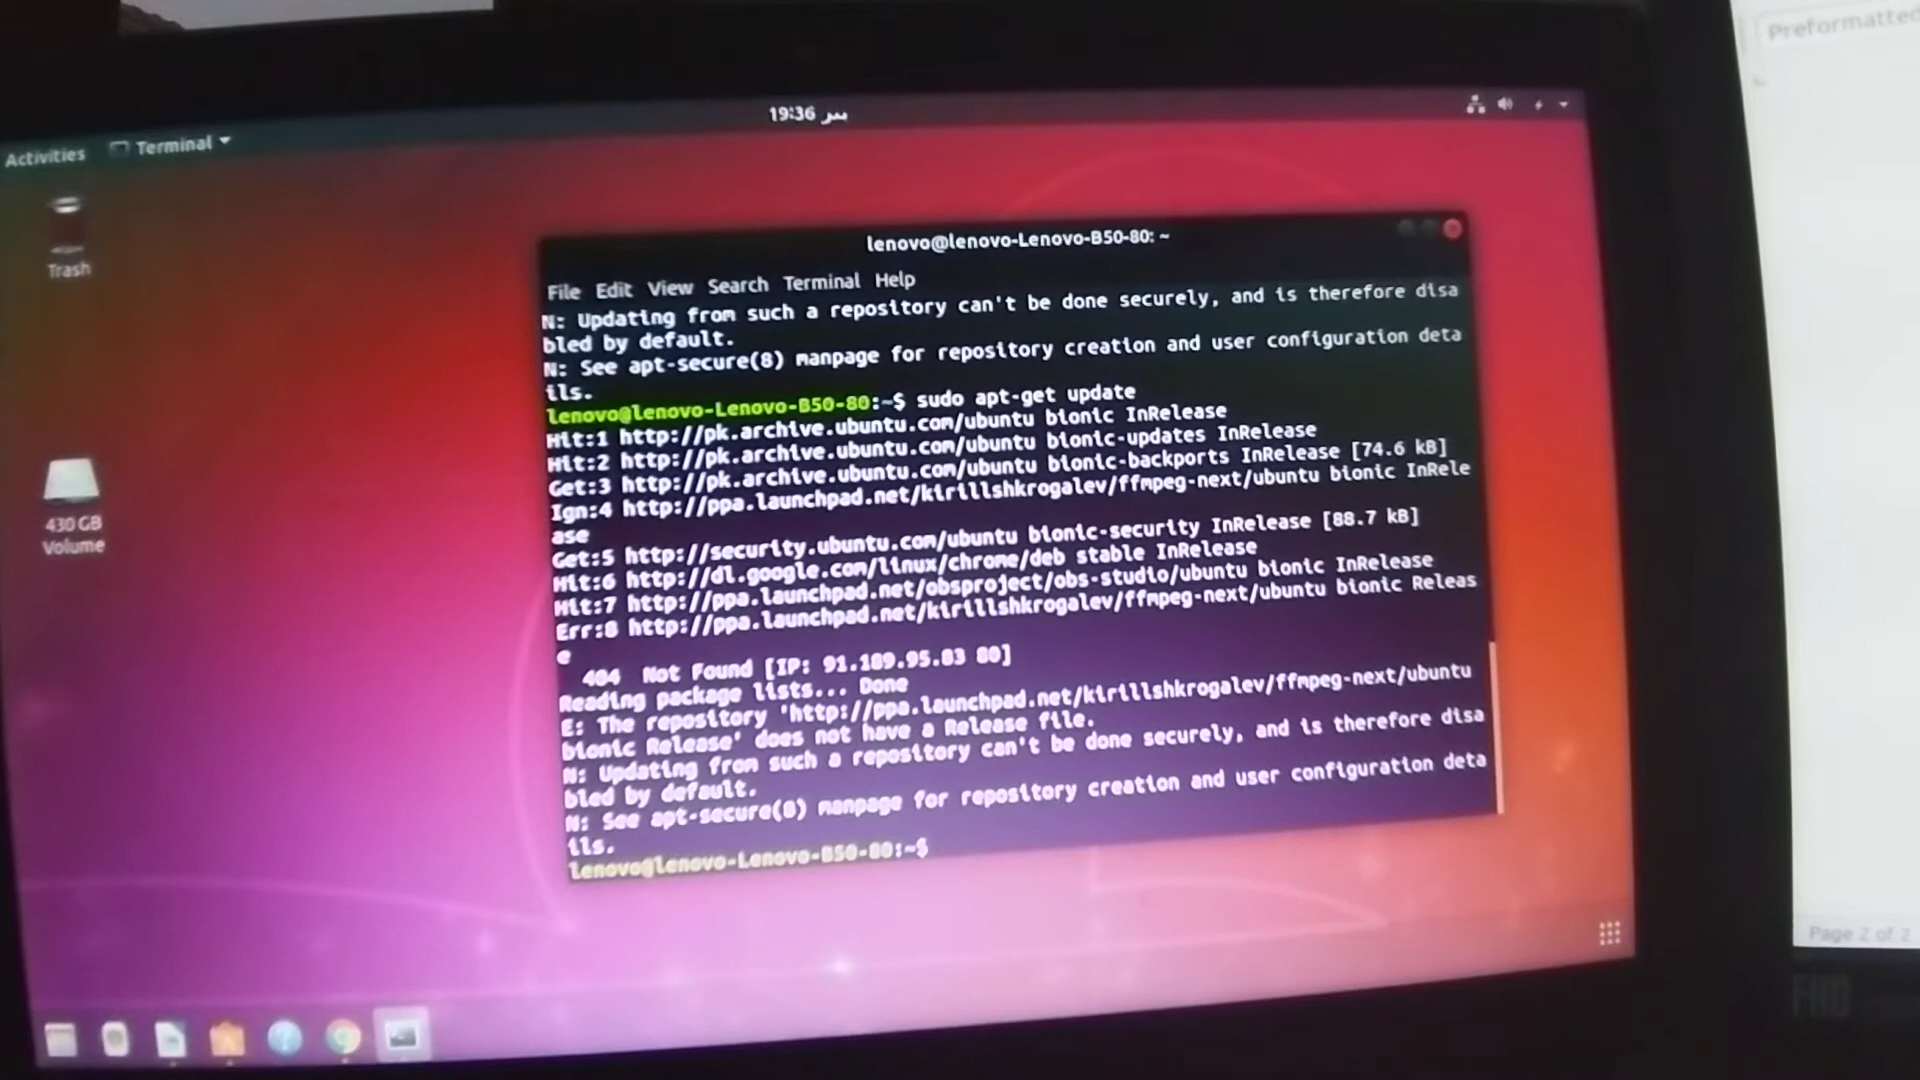 Preformatted
19:36 پیر
Activities
Terminal
Trash
430 GB
Volume
lenovo@lenovo-Lenovo-B50-80: ~
File Edit View Search Terminal Help
N: Updating from such a repository can't be done securely, and is therefore disa
bled by default.
N: See apt-secure(8) manpage for repository creation and user configuration deta
ils.
lenovo@lenovo-Lenovo-B50-80:~$ sudo apt-get update
Hit:1 http://pk.archive.ubuntu.com/ubuntu bionic InRelease
Hit:2 http://pk.archive.ubuntu.com/ubuntu bionic-updates InRelease
Get:3 http://pk.archive.ubuntu.com/ubuntu bionic-backports InRelease [74.6 kB]
Ign:4 http://ppa.launchpad.net/kirillshkrogalev/ffmpeg-next/ubuntu bionic InRele
ase
Get:5 http://security.ubuntu.com/ubuntu bionic-security InRelease [88.7 kB]
Hit:6 http://dl.google.com/linux/chrome/deb stable InRelease
Hit:7 http://ppa.launchpad.net/obsproject/obs-studio/ubuntu bionic InRelease
Err:8 http://ppa.launchpad.net/kirillshkrogalev/ffmpeg-next/ubuntu bionic Releas
e
404 Not Found [IP: 91.189.95.83 80]
Reading package lists... Done
E: The repository 'http://ppa.launchpad.net/kirillshkrogalev/ffmpeg-next/ubuntu
bionic Release' does not have a Release file.
N: Updating from such a repository can't be done securely, and is therefore disa
bled by default.
N: See apt-secure(8) manpage for repository creation and user configuration deta
ils.
lenovo@lenovo-Lenovo-B50-80:~$
Page 2 of 2
FHD